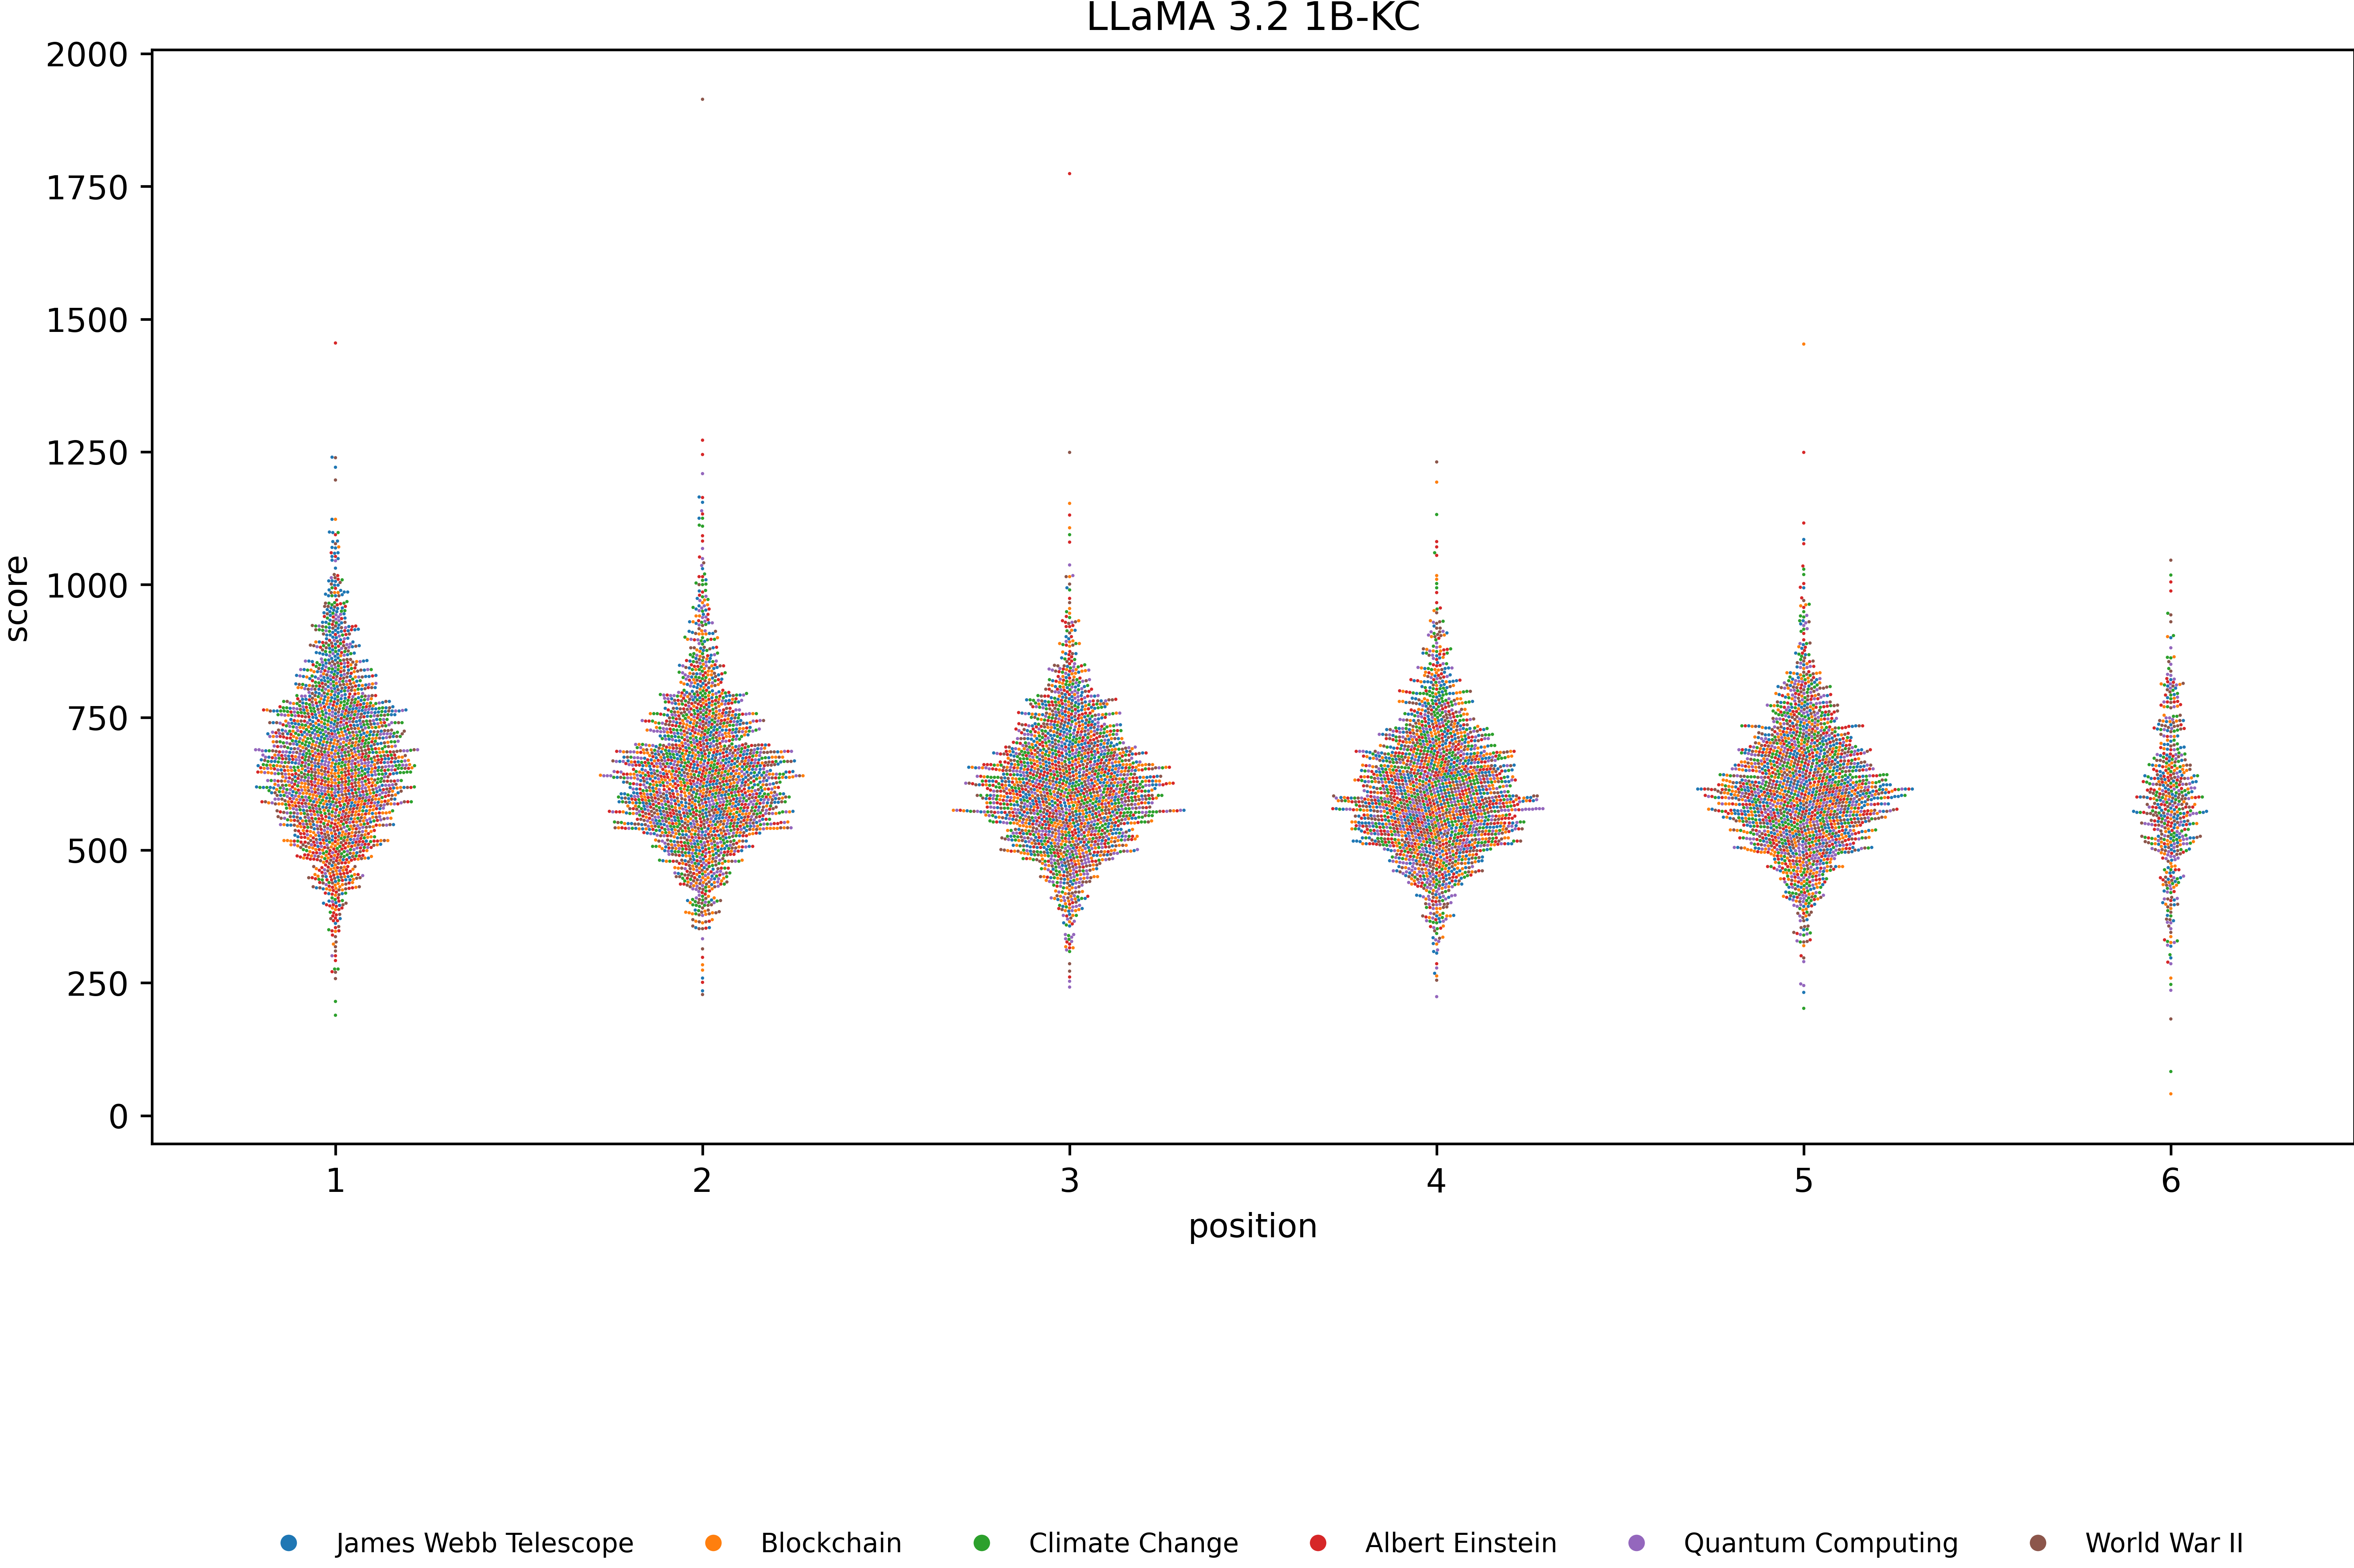 LLaMA 3.2 1B-KC
2000
1750
1500
1250
1000
750
500
250
0
score
1 2 3 4 5 6
position
James Webb Telescope Blockchain Climate Change Albert Einstein Quantum Computing World War II